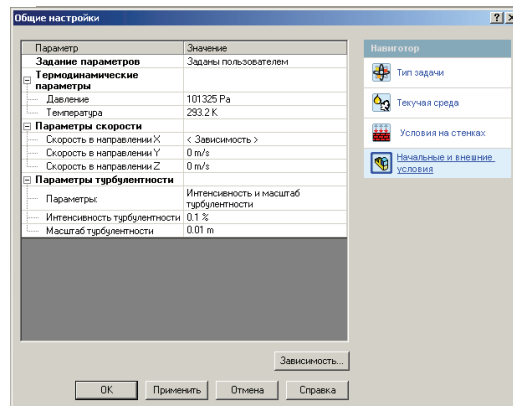 Общие настройки
Параметр Значение
Задание параметров Заданы пользователем
Термодинамические
параметры
Давление 101325 Pa
Температура 293.2 K
Параметры скорости
Скорость в направлении X < Зависимость >
Скорость в направлении Y 0 m/s
Скорость в направлении Z 0 m/s
Параметры турбулентности
Параметры: Интенсивность и масштаб
турбулентности
Интенсивность турбулентности 0.1 %
Масштаб турбулентности 0.01 m
Зависимость...
OK Применить Отмена Справка
Навигатор
Тип задачи
Текучая среда
Условия на стенках
Начальные и внешние
условия